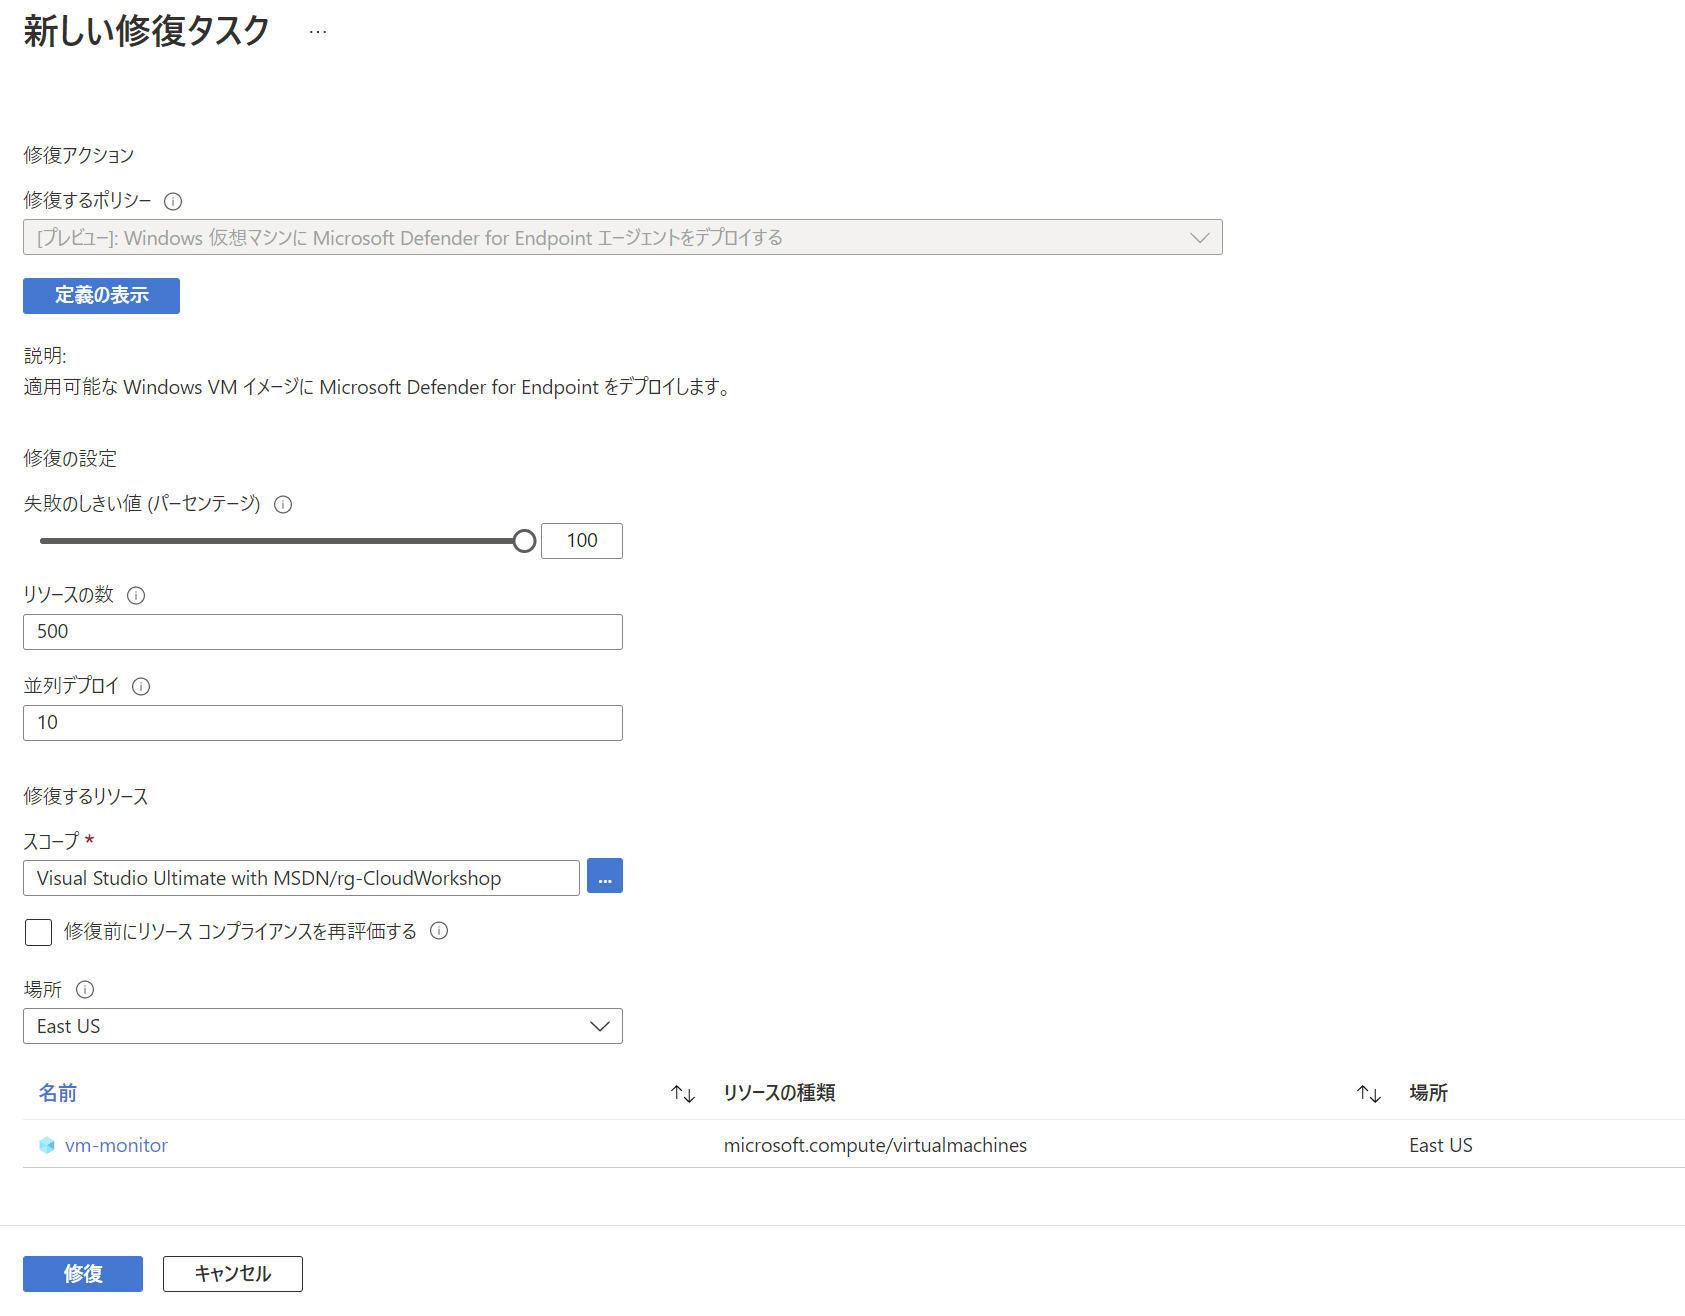 新しい修復タスク ...
修復アクション
修復するポリシー
[プレビュー]: Windows 仮想マシンに Microsoft Defender for Endpoint エージェントをデプロイする
定義の表示
説明:
適用可能な Windows VM イメージに Microsoft Defender for Endpoint をデプロイします。
修復の設定
失敗のしきい値 (パーセンテージ)
100
リソースの数
500
並列デプロイ
10
修復するリソース
スコープ *
Visual Studio Ultimate with MSDN/rg-CloudWorkshop ...
修復前にリソース コンプライアンスを再評価する
場所
East US
名前 リソースの種類 場所
vm-monitor microsoft.compute/virtualmachines East US
修復 キャンセル